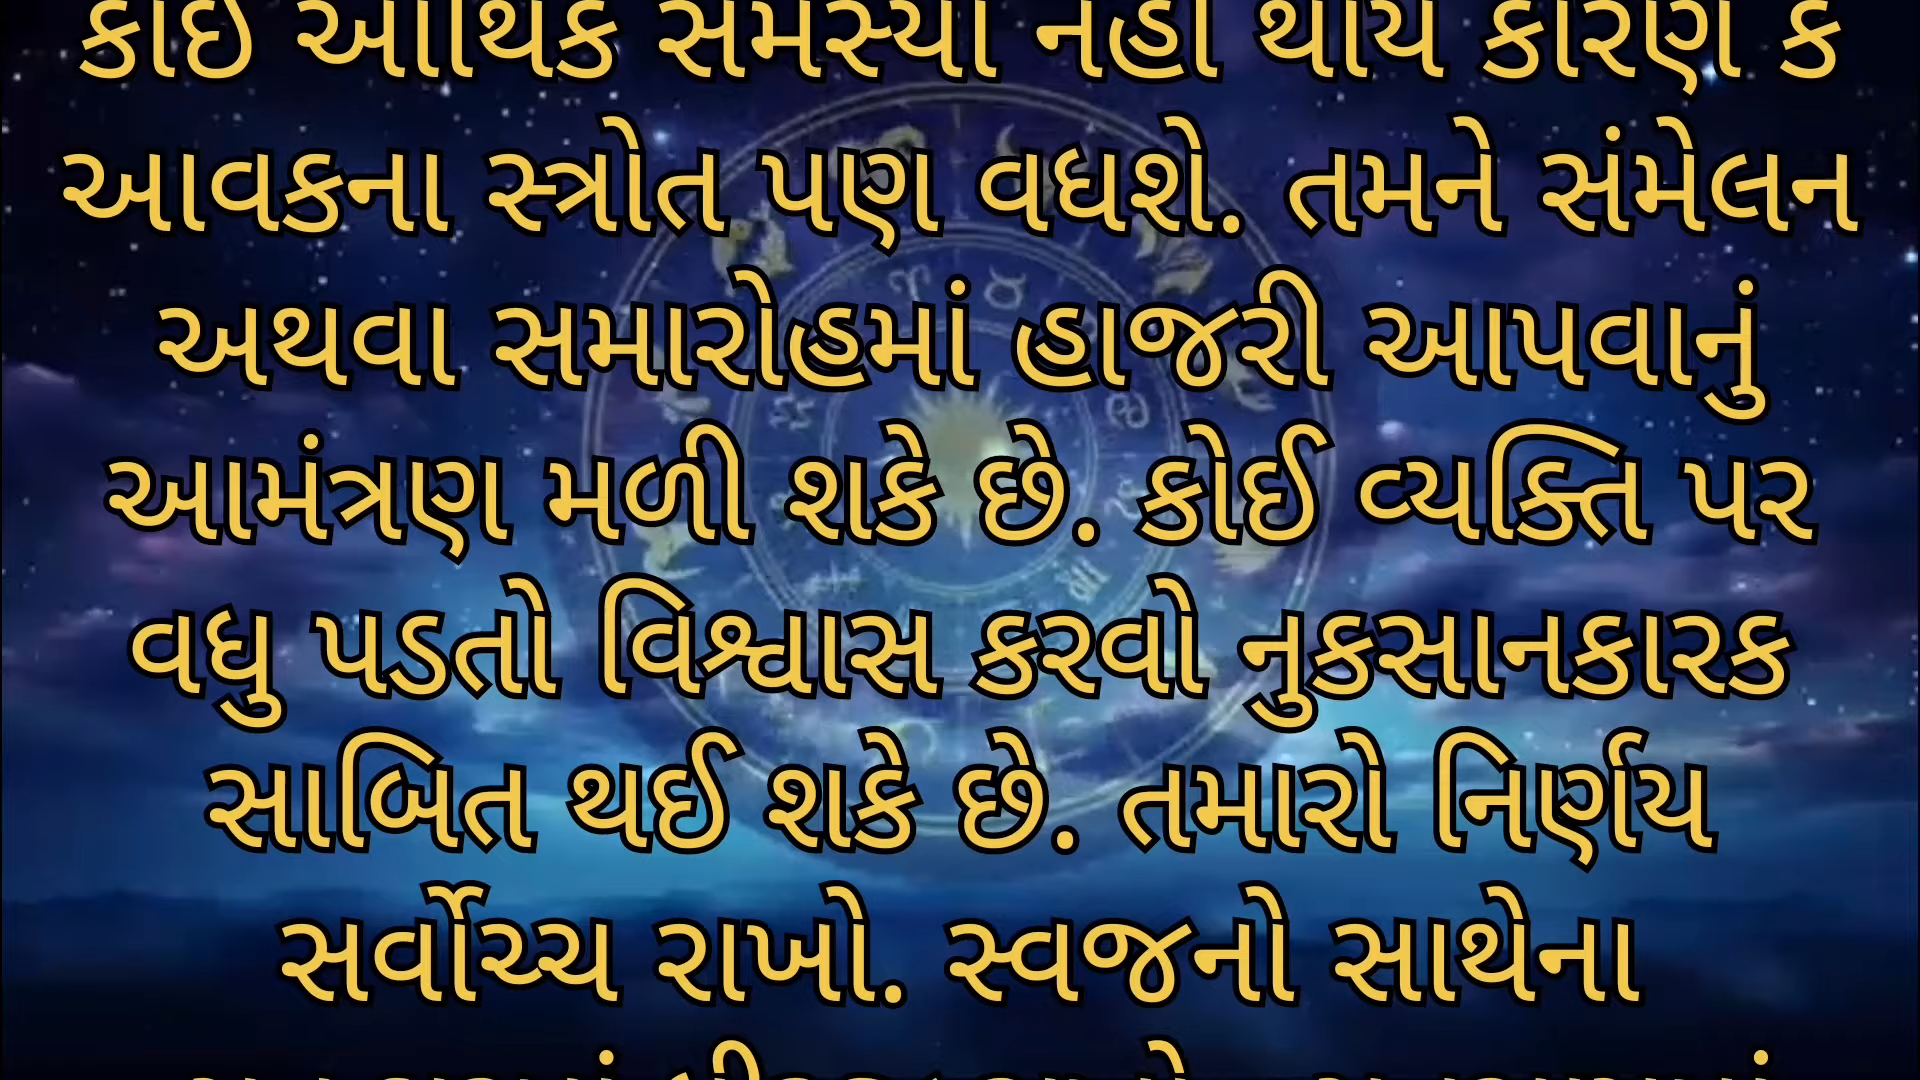 કોઈ આર્થિક સમસ્યા નહીં થાય કારણ કે
આવકના સ્ત્રોત પણ વધશે. તમને સંમેલન
અથવા સમારોહમાં હાજરી આપવાનું
આમંત્રણ મળી શકે છે. કોઈ વ્યક્તિ પર
વધુ પડતો વિશ્વાસ કરવો નુકસાનકારક
સાબિત થઈ શકે છે. તમારો નિર્ણય
સર્વોચ્ચ રાખો. સ્વજનો સાથેના